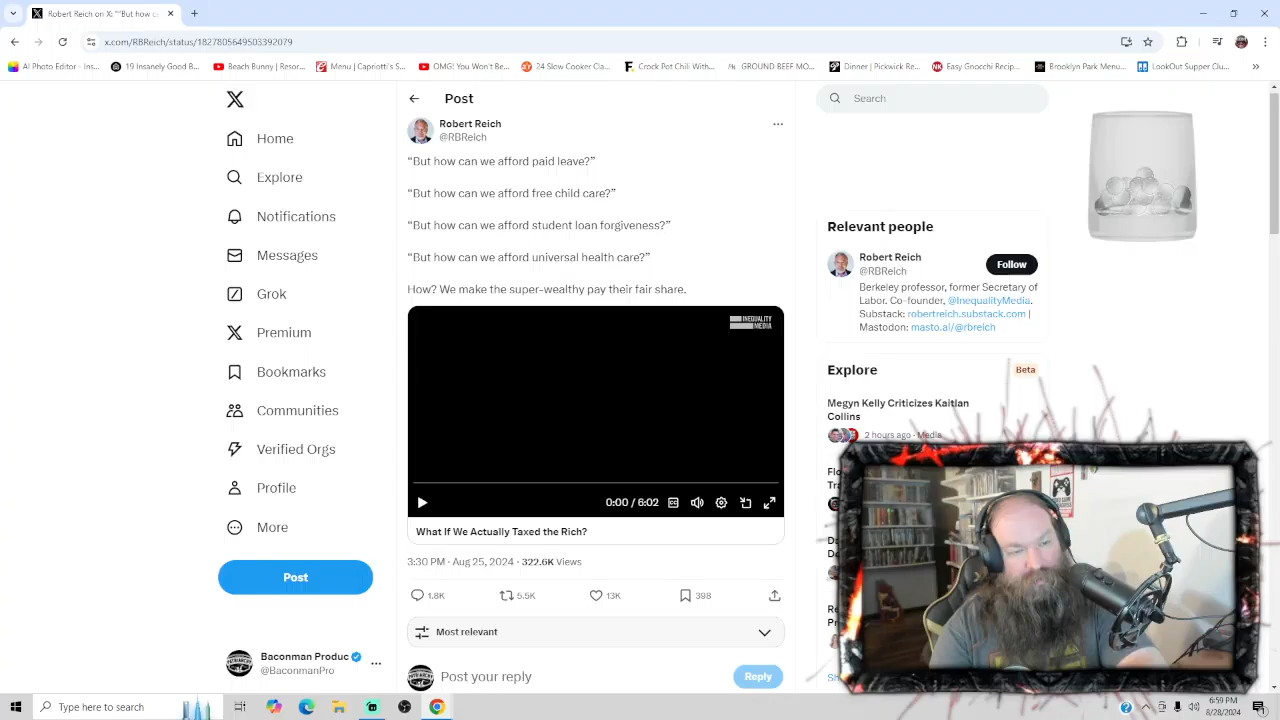 Robert Reich on X: "“But how ca
x.com/RBReich/status/1827805649503392079
AI Photo Editor - Ins...
19 Insanely Good B...
Beach Bunny | Resor...
Menu | Capriotti's S...
OMG! You Won't Be...
24 Slow Cooker Cla...
Crock Pot Chili With...
GROUND BEEF MO...
Dinner | Pickwick Re...
Easy Gnocchi Recip...
Brooklyn Park Menu...
LookOut Supper Clu...
Home
Explore
Notifications
Messages
Grok
Premium
Bookmarks
Communities
Verified Orgs
Profile
More
Post
Baconman Produc
@BaconmanPro
Post
Robert Reich
@RBReich
“But how can we afford paid leave?”
“But how can we afford free child care?”
“But how can we afford student loan forgiveness?”
“But how can we afford universal health care?”
How? We make the super-wealthy pay their fair share.
INEQUALITY
MEDIA
0:00 / 6:02
What If We Actually Taxed the Rich?
3:30 PM · Aug 25, 2024 · 322.6K Views
1.8K
5.5K
13K
398
Most relevant
Post your reply
Reply
Search
Relevant people
Robert Reich
@RBReich
Follow
Berkeley professor, former Secretary of
Labor. Co-founder, @InequalityMedia.
Substack: robertreich.substack.com |
Mastodon: masto.ai/@rbreich
Explore
Beta
Megyn Kelly Criticizes Kaitlan
Collins
2 hours ago · Media
Type here to search
6:59 PM
8/28/2024